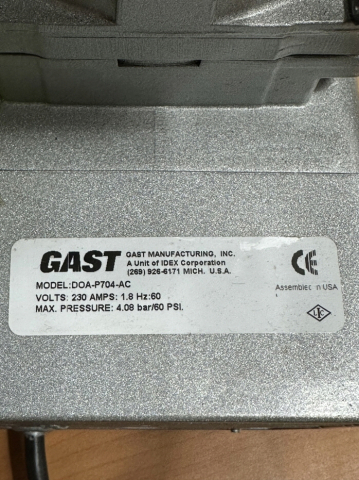 GAST
GAST MANUFACTURING, INC.
A Unit of IDEX Corporation
(269) 926-6171 MICH. U.S.A.
CE
MODEL:DOA-P704-AC
VOLTS: 230 AMPS: 1.8 Hz:60
MAX. PRESSURE: 4.08 bar/60 PSI.
in USA